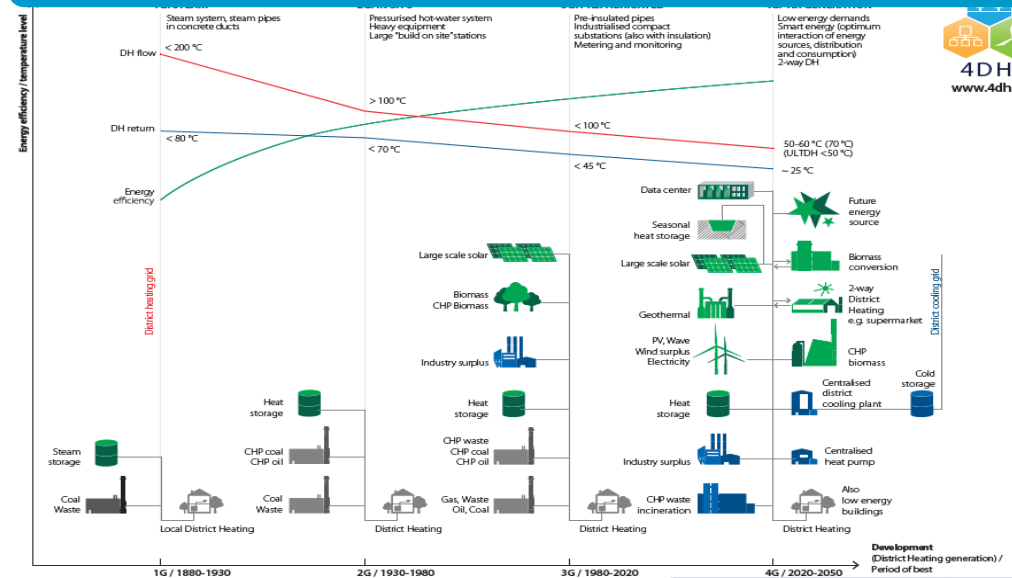 Steam system, steam pipes
in concrete ducts
Pressurised hot-water system
Heavy equipment
Large "build on site" stations
Pre-insulated pipes
Industrialised compact
substations (also with insulation)
Metering and monitoring
Low energy demands
Smart energy (optimum
interaction of energy
sources, distribution
and consumption)
2-way DH
4DH
www.4dh
Energy efficiency / temperature level
DH flow
< 200 °C
> 100 °C
< 100 °C
50-60 °C (70 °C)
(ULTDH <50 °C)
DH return
< 80 °C
< 70 °C
< 45 °C
~ 25 °C
Energy
efficiency
District heating grid
District cooling grid
Data center
Future
energy
source
Seasonal
heat storage
Large scale solar
Large scale solar
Biomass
conversion
Biomass
CHP Biomass
Geothermal
2-way
District
Heating
e.g. supermarket
Industry surplus
PV, Wave
Wind surplus
Electricity
CHP
biomass
Heat
storage
Heat
storage
Heat
storage
Centralised
district
cooling plant
Cold
storage
Steam
storage
CHP coal
CHP oil
CHP waste
CHP coal
CHP oil
Industry surplus
Centralised
heat pump
Coal
Waste
Coal
Waste
Gas, Waste
Oil, Coal
CHP waste
incineration
Also
low energy
buildings
Local District Heating
District Heating
District Heating
District Heating
Development
(District Heating generation) /
Period of best
1G / 1880-1930
2G / 1930-1980
3G / 1980-2020
4G / 2020-2050